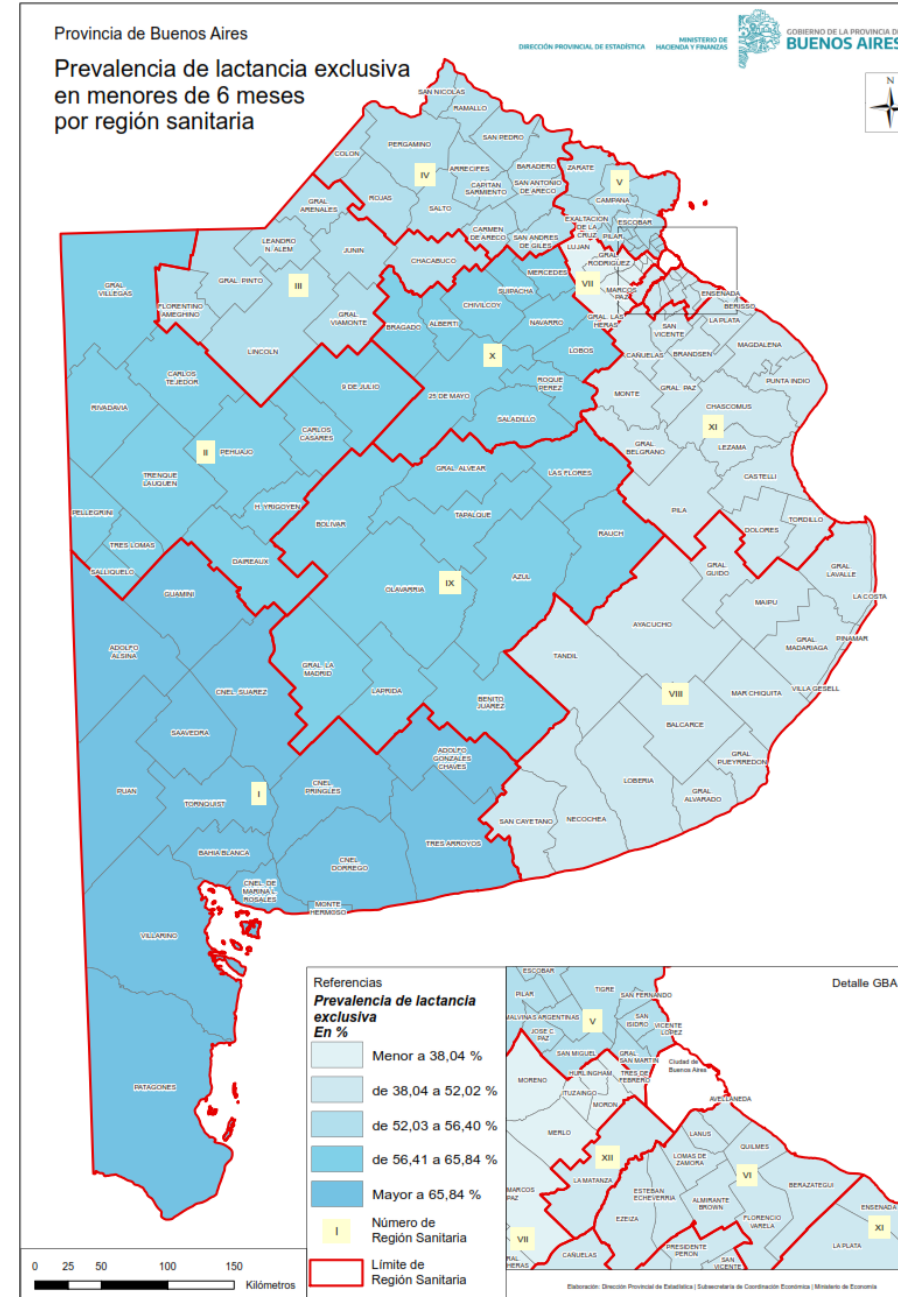 Provincia de Buenos Aires
Prevalencia de lactancia exclusiva
en menores de 6 meses
por región sanitaria
DIRECCIÓN PROVINCIAL DE ESTADÍSTICA
MINISTERIO DE
HACIENDA Y FINANZAS
GOBIERNO DE LA PROVINCIA DE
BUENOS AIRES
N
SAN NICOLAS
RAMALLO
SAN PEDRO
PERGAMINO
COLON
ARRECIFES
BARADERO
ZARATE
IV
V
CAPITAN
SARMIENTO
SAN ANTONIO
DE ARECO
CAMPANA
ROJAS
SALTO
GRAL
ARENALES
EXALTACION
DE LA
CRUZ
ESCOBAR
PILAR
CARMEN
DE ARECO
SAN ANDRES
DE GILES
LEANDRO
N. ALEM
JUNIN
CHACABUCO
LUJAN
GRAL
RODRIGUEZ
MERCEDES
GRAL
VILLEGAS
GRAL. PINTO
III
SUIPACHA
VII
MARCOS
PAZ
ENSENADA
BERISSO
FLORENTINO
AMEGHINO
CHIVILCOY
GRAL
VIAMONTE
BRAGADO
ALBERTI
NAVARRO
GRAL. LAS
HERAS
SAN
VICENTE
LA PLATA
LINCOLN
X
LOBOS
CAÑUELAS
BRANDSEN
MAGDALENA
CARLOS
TEJEDOR
9 DE JULIO
25 DE MAYO
ROQUE
PEREZ
MONTE
GRAL. PAZ
PUNTA INDIO
RIVADAVIA
SALADILLO
CHASCOMUS
CARLOS
CASARES
XI
II
PEHUAJO
GRAL
BELGRANO
LEZAMA
TRENQUE
LAUQUEN
GRAL. ALVEAR
LAS FLORES
CASTELLI
H. YRIGOYEN
PELLEGRINI
BOLIVAR
TAPALQUE
PILA
TORDILLO
DOLORES
RAUCH
TRES LOMAS
DAIREAUX
SALLIQUELO
GRAL
GUIDO
GRAL
LAVALLE
AZUL
OLAVARRIA
IX
GUAMINI
LA COSTA
MAIPU
AYACUCHO
ADOLFO
ALSINA
GRAL
MADARIAGA
PINAMAR
TANDIL
GRAL. LA
MADRID
CNEL. SUAREZ
LAPRIDA
BENITO
JUAREZ
VIII
MAR CHIQUITA
VILLA GESELL
BALCARCE
SAAVEDRA
ADOLFO
GONZALES
CHAVES
GRAL
PUEYRREDON
PUAN
I
CNEL
PRINGLES
LOBERIA
TORNQUIST
GRAL
ALVARADO
SAN CAYETANO
NECOCHEA
TRES ARROYOS
BAHIA BLANCA
CNEL
DORREGO
CNEL. DE
MARINA L.
ROSALES
MONTE
HERMOSO
VILLARINO
PATAGONES
0 25 50 100 150
Kilómetros
Referencias
Prevalencia de lactancia
exclusiva
En %
Menor a 38,04 %
de 38,04 a 52,02 %
de 52,03 a 56,40 %
de 56,41 a 65,84 %
Mayor a 65,84 %
I
Número de
Región Sanitaria
Límite de
Región Sanitaria
Detalle GBA
ESCOBAR
PILAR
TIGRE
SAN FERNANDO
MALVINAS ARGENTINAS
V
SAN
ISIDRO
VICENTE
LOPEZ
JOSE C.
PAZ
SAN MIGUEL
GRAL
SAN MARTIN
Ciudad de
Buenos Aires
MORENO
HURLINGHAM
TRES DE
FEBRERO
ITUZAINGO
MORON
AVELLANEDA
MERLO
LANUS
QUILMES
XII
LOMAS DE
ZAMORA
VI
LA MATANZA
BERAZATEGUI
MARCOS
PAZ
ESTEBAN
ECHEVERRIA
ALMIRANTE
BROWN
ENSENADA
EZEIZA
FLORENCIO
VARELA
XI
VII
LA PLATA
CAÑUELAS
PRESIDENTE
PERON
SAN
VICENTE
HERAS
Elaboración: Dirección Provincial de Estadística | Subsecretaría de Coordinación Económica | Ministerio de Economía